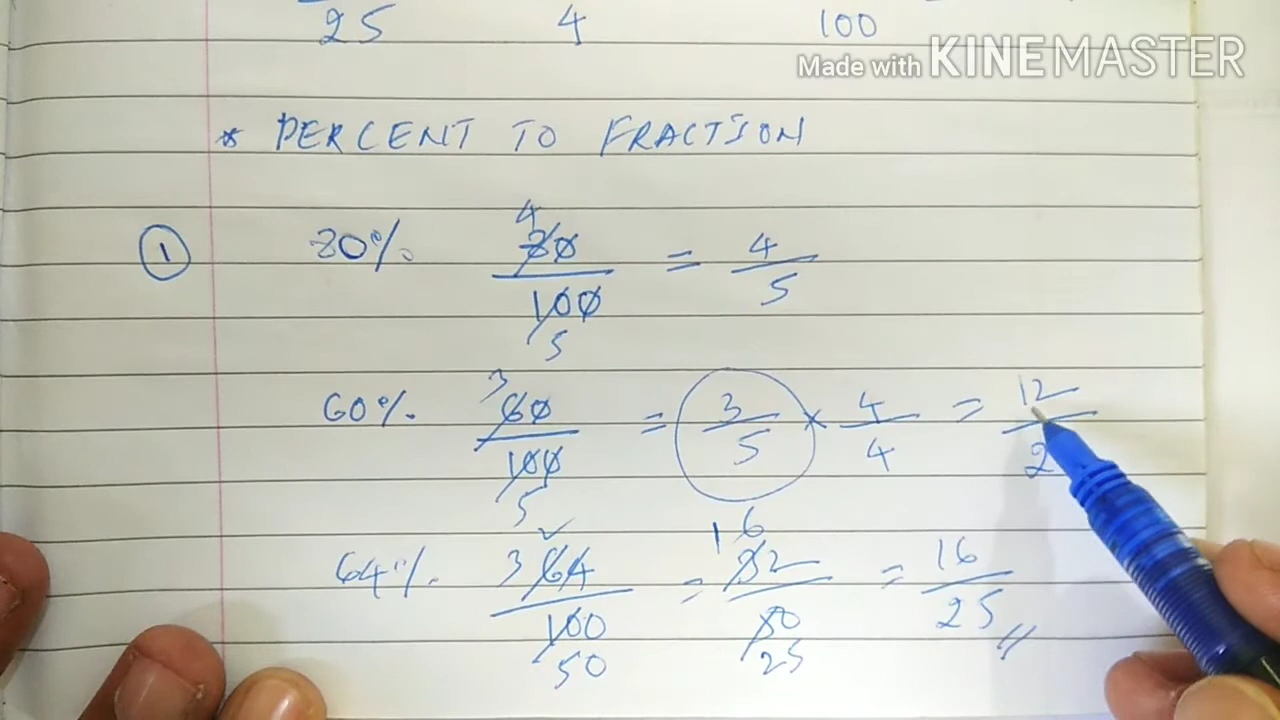 25 4 100
Made with KINEMASTER
* PERCENT TO FRACTION
1 80% 80/100 = 4/5
4
5
60% 60/100 = 3/5 × 4/4 = 12/2
3
5
64% 64/100 = 32/50 = 16/25
3 2 16
50 25